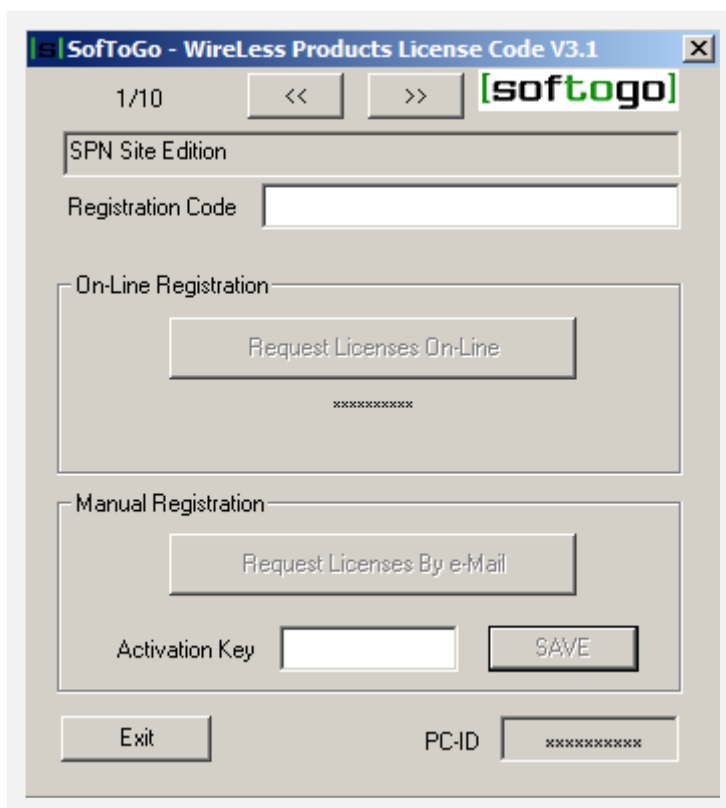 |s| SofToGo - WireLess Products License Code V3.1
1/10 << >> [softogo]
SPN Site Edition
Registration Code
On-Line Registration
Request Licenses On-Line
xxxxxxxxxx
Manual Registration
Request Licenses By e-Mail
Activation Key SAVE
Exit PC-ID xxxxxxxxxx